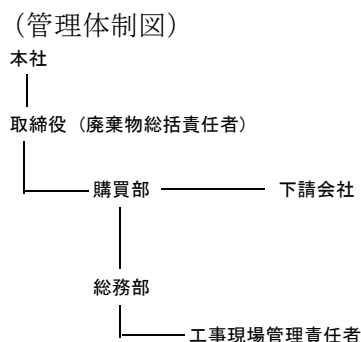 （管理体制図）
本社
取締役（廃棄物総括責任者）
購買部 下請会社
総務部
工事現場管理責任者